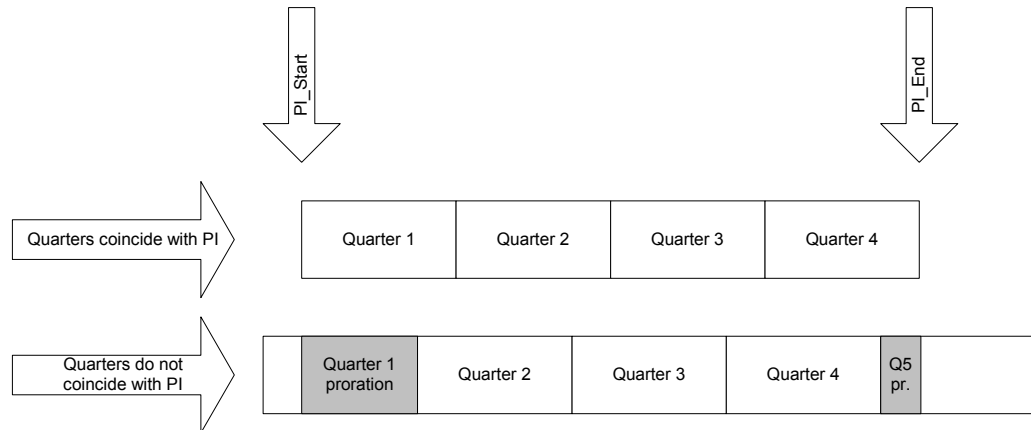 PI_Start
PI_End
Quarters coincide with PI
Quarter 1
Quarter 2
Quarter 3
Quarter 4
Quarters do not
coincide with PI
Quarter 1
proration
Quarter 2
Quarter 3
Quarter 4
Q5
pr.